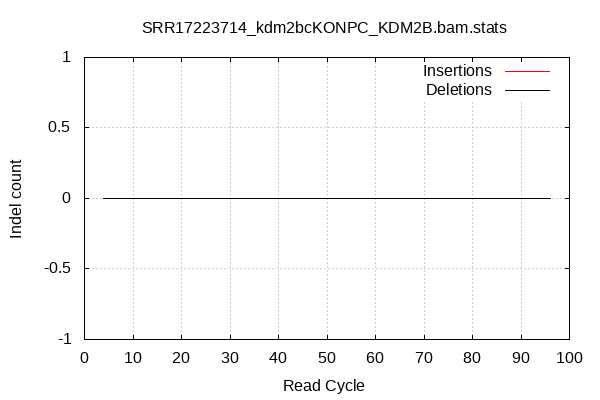 SRR17223714_kdm2bcKONPC_KDM2B.bam.stats
Insertions
Deletions
1
0.5
0
-0.5
-1
Indel count
0 10 20 30 40 50 60 70 80 90 100
Read Cycle